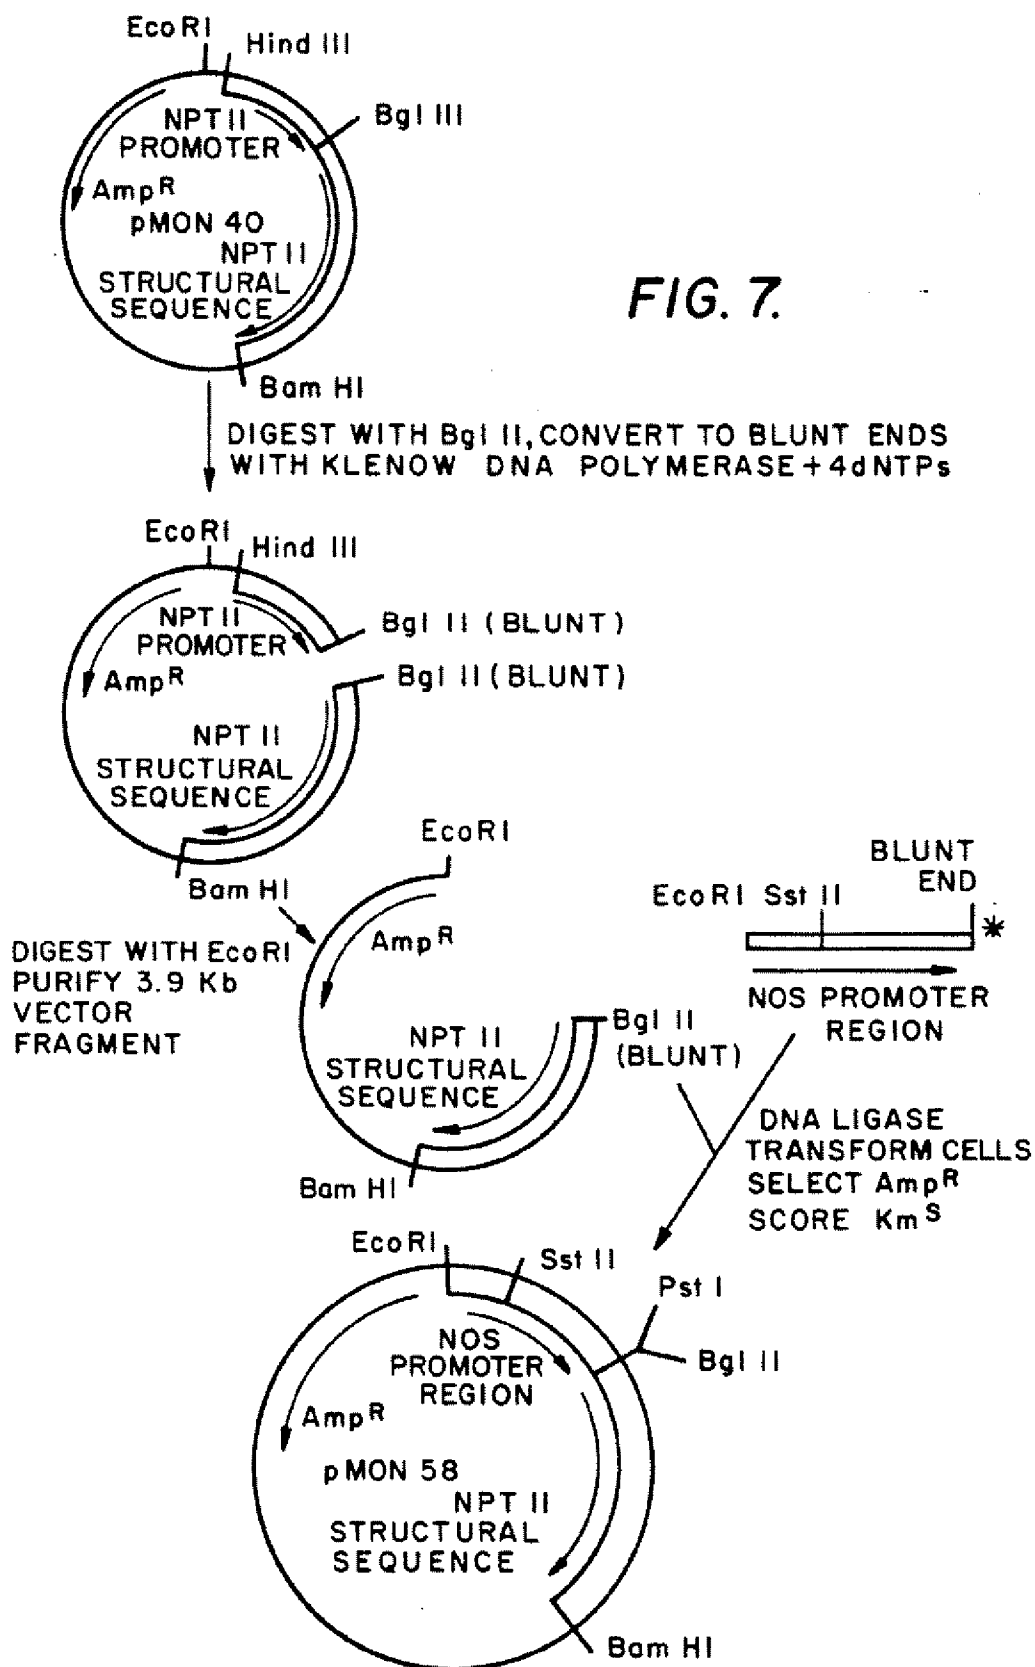 EcoRI
Hind III
Bgl III
NPT II
PROMOTER
AmpR
pMON 40
NPT II
STRUCTURAL
SEQUENCE
Bam HI
FIG. 7.
DIGEST WITH Bgl II, CONVERT TO BLUNT ENDS
WITH KLENOW DNA POLYMERASE+4dNTPs
EcoRI
Hind III
NPT II
PROMOTER
Bgl II (BLUNT)
Bgl II (BLUNT)
AmpR
NPT II
STRUCTURAL
SEQUENCE
Bam HI
DIGEST WITH EcoRI
PURIFY 3.9 Kb
VECTOR
FRAGMENT
EcoRI
AmpR
NPT II
STRUCTURAL
SEQUENCE
Bgl II
(BLUNT)
Bam HI
BLUNT
END
EcoRI Sst II
*
NOS PROMOTER
REGION
DNA LIGASE
TRANSFORM CELLS
SELECT AmpR
SCORE KmS
EcoRI
Sst II
Pst I
Bgl II
NOS
PROMOTER
REGION
AmpR
pMON 58
NPT II
STRUCTURAL
SEQUENCE
Bam HI